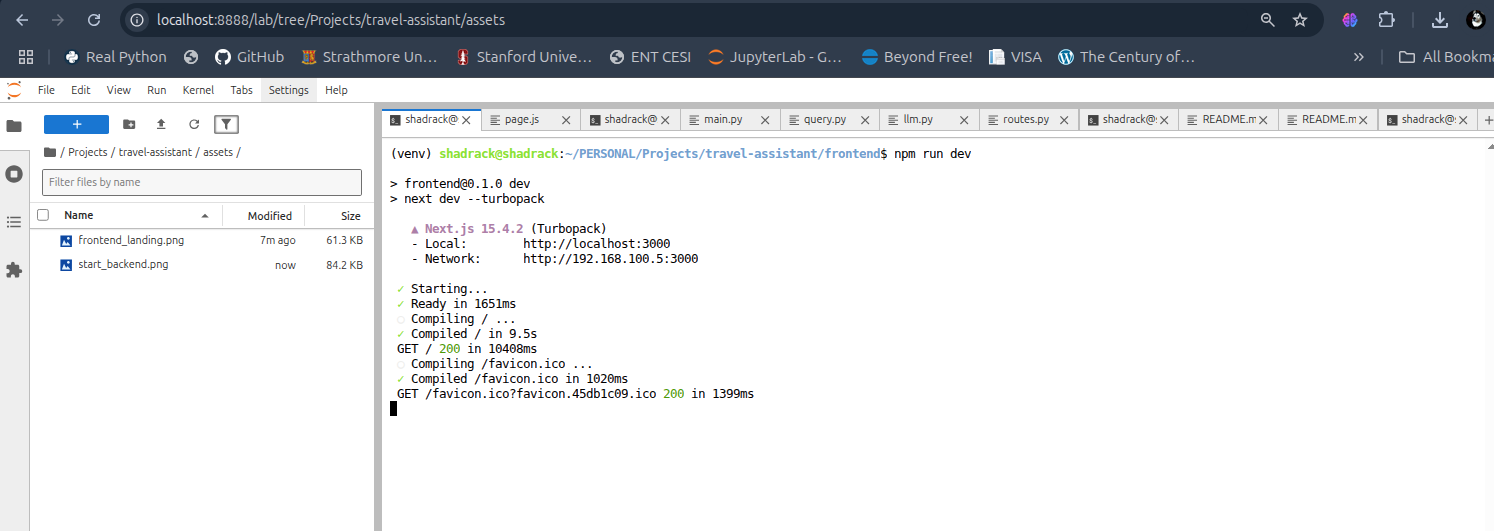 localhost:8888/lab/tree/Projects/travel-assistant/assets
Real Python GitHub Strathmore Un... Stanford Unive... ENT CESI JupyterLab - G... Beyond Free! VISA The Century of... » All Bookma
File Edit View Run Kernel Tabs Settings Help
shadrack@ page.js shadrack@ main.py query.py llm.py routes.py shadrack@ README.m README.m shadrack@
/ Projects / travel-assistant / assets /
Filter files by name
Name Modified Size
frontend_landing.png 7m ago 61.3 KB
start_backend.png now 84.2 KB
(venv) shadrack@shadrack:~/PERSONAL/Projects/travel-assistant/frontend$ npm run dev
> frontend@0.1.0 dev
> next dev --turbopack
▲ Next.js 15.4.2 (Turbopack)
- Local: http://localhost:3000
- Network: http://192.168.100.5:3000
✓ Starting...
✓ Ready in 1651ms
○ Compiling / ...
✓ Compiled / in 9.5s
GET / 200 in 10408ms
○ Compiling /favicon.ico ...
✓ Compiled /favicon.ico in 1020ms
GET /favicon.ico?favicon.45db1c09.ico 200 in 1399ms